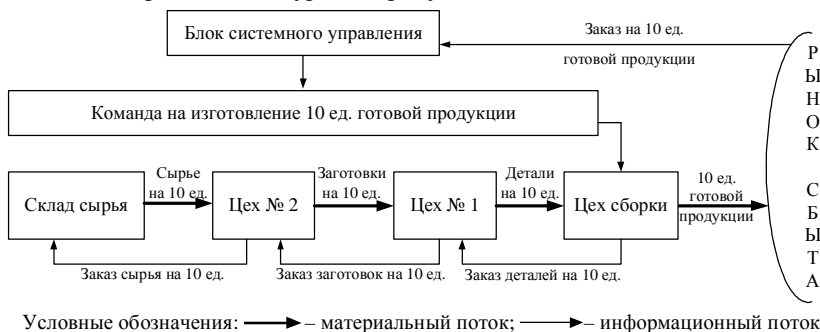 Блок системного управления
Заказ на 10 ед.
готовой продукции
Команда на изготовление 10 ед. готовой продукции
Сырье
на 10 ед.
Заготовки
на 10 ед.
Детали
на 10 ед.
10 ед.
готовой
продукции
Склад сырья
Цех № 2
Цех № 1
Цех сборки
Заказ сырья на 10 ед.
Заказ заготовок на 10 ед.
Заказ деталей на 10 ед.
РЫНОК СБЫТА
Условные обозначения: – материальный поток; – информационный поток